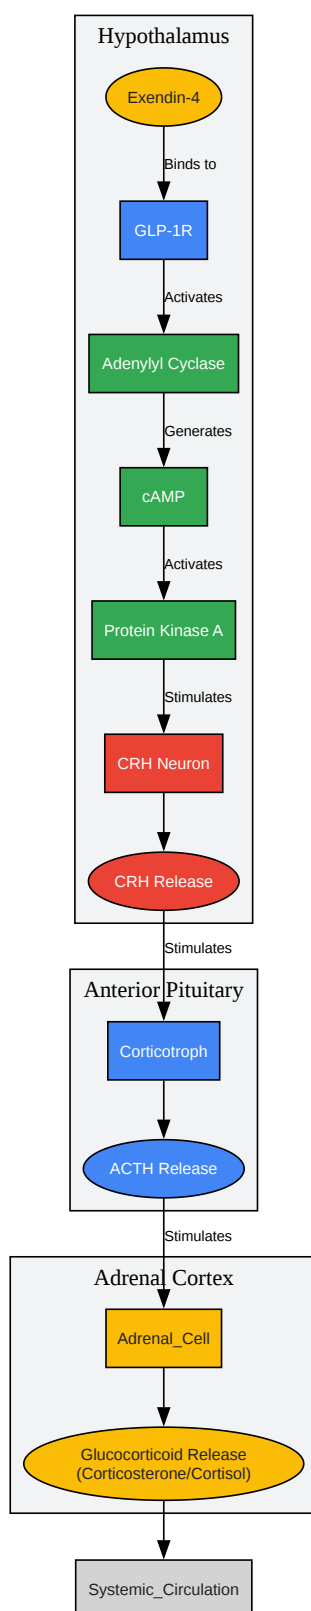 Hypothalamus
Exendin-4
Binds to
GLP-1R
Activates
Adenylyl Cyclase
Generates
cAMP
Activates
Protein Kinase A
Stimulates
CRH Neuron
CRH Release
Stimulates
Anterior Pituitary
Corticotroph
ACTH Release
Stimulates
Adrenal Cortex
Adrenal_Cell
Glucocorticoid Release
(Corticosterone/Cortisol)
Systemic_Circulation